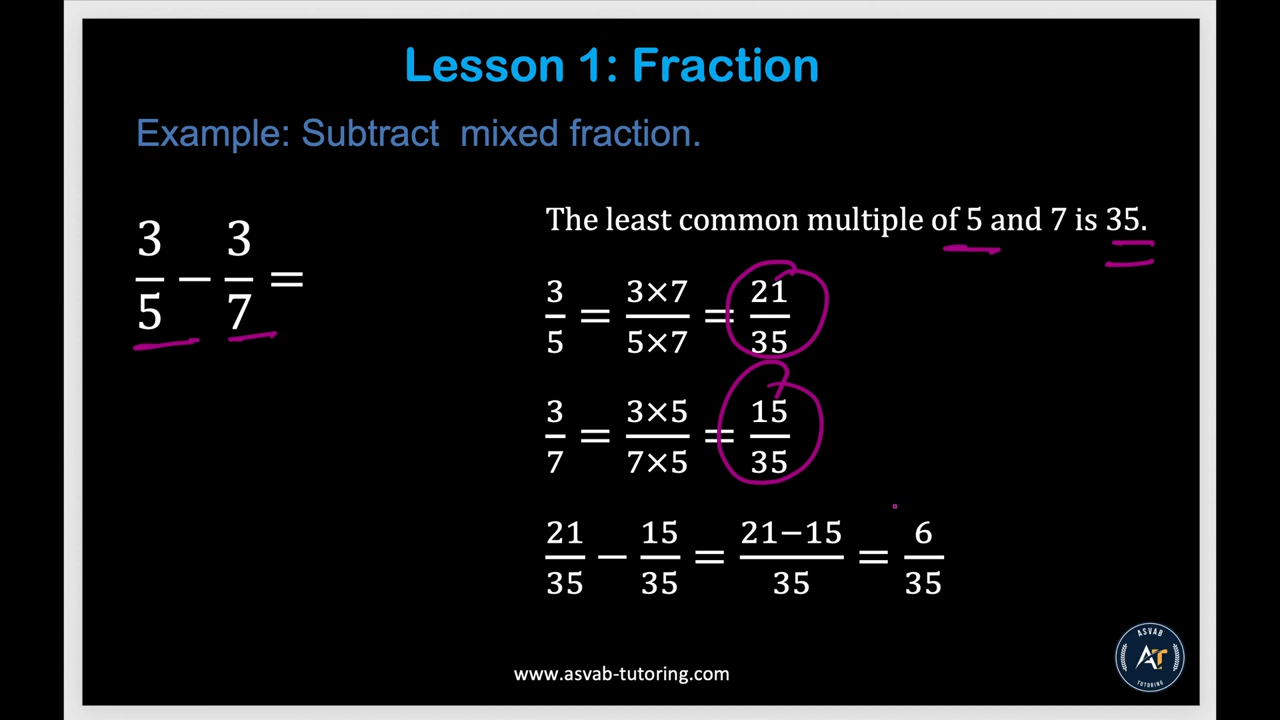 Lesson 1: Fraction
Example: Subtract  mixed fraction.
3/5 − 3/7 =
The least common multiple of 5 and 7 is 35.
3/5 = 3×7/5×7 = 21/35
3/7 = 3×5/7×5 = 15/35
21/35 − 15/35 = 21−15/35 = 6/35
www.asvab-tutoring.com
ASVAB
AT
TUTORING